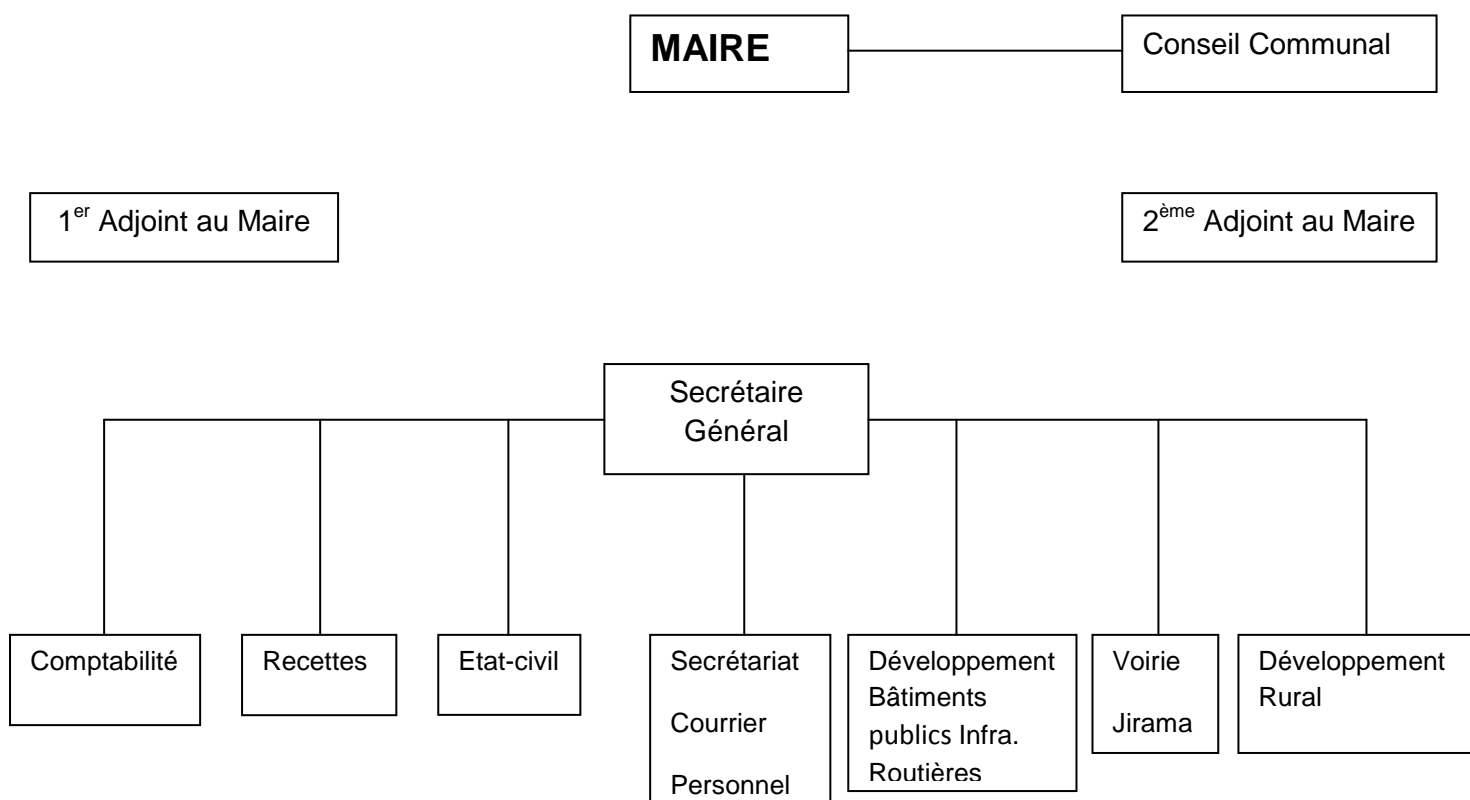 MAIRE
Conseil Communal
1er Adjoint au Maire
2ème Adjoint au Maire
Secrétaire
Général
Comptabilité
Recettes
Etat-civil
Secrétariat
Courrier
Personnel
Développement
Bâtiments
publics Infra.
Routières
Voirie
Jirama
Développement
Rural